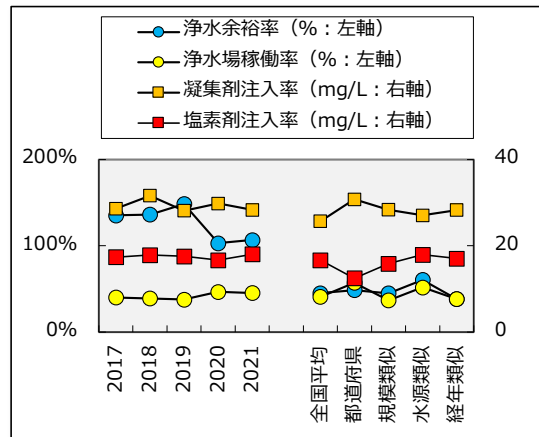 浄水余裕率（%：左軸）
浄水場稼働率（%：左軸）
凝集剤注入率（mg/L：右軸）
塩素剤注入率（mg/L：右軸）
200%
100%
0%
40
20
0
2017
2018
2019
2020
2021
全国平均
都道府県
規模類似
水源類似
経年類似